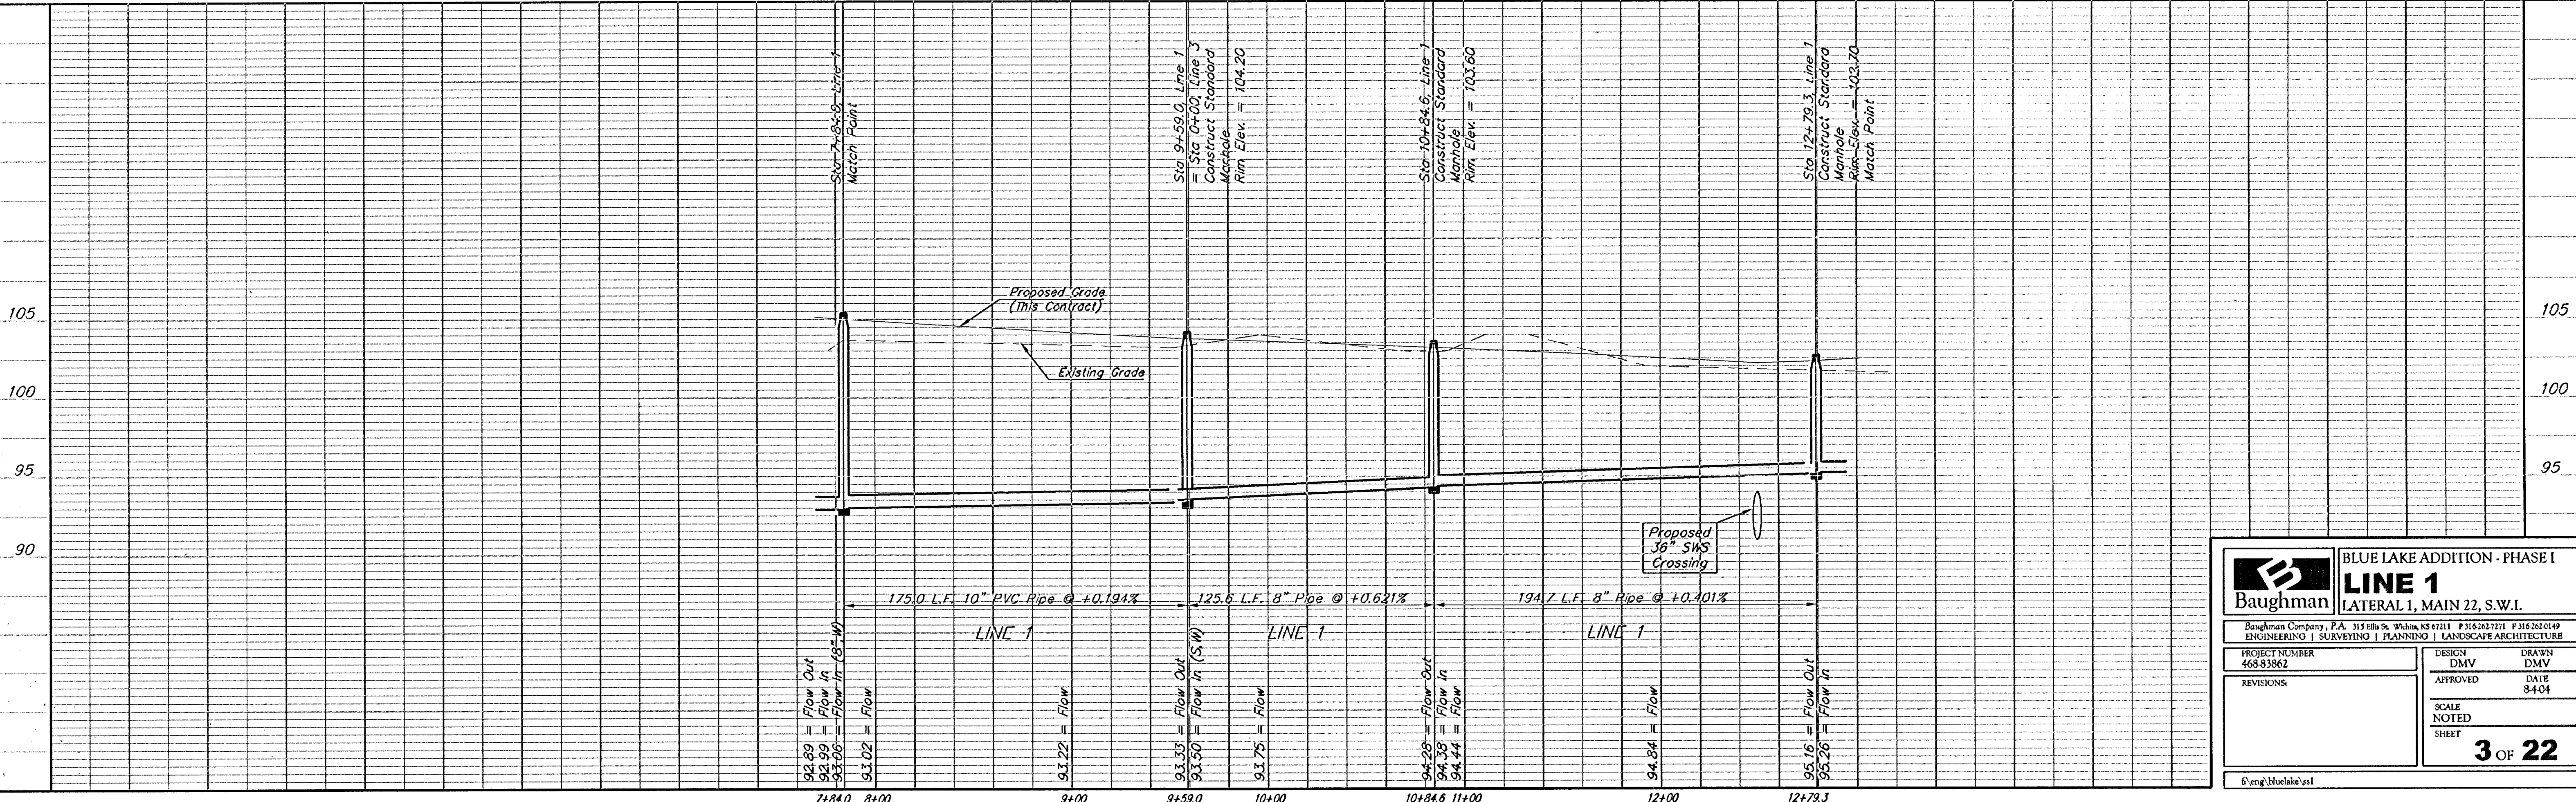 Sta 7+84.0, Line 1
Match Point
Sta 9+59.0, Line 1
= Sta 0+00, Line 3
Construct Standard
Manhole
Rim Elev. = 104.20
Sta 10+84.6, Line 1
Construct Standard
Manhole
Rim Elev. = 103.60
Sta 12+79.3, Line 1
Construct Standard
Manhole
Rim Elev. = 102.70
Match Point
105
100
95
90
105
100
95
Proposed Grade
(This Contract)
Existing Grade
Proposed
36" SWS
Crossing
175.0 L.F. 10" PVC Pipe @ +0.194%
125.6 L.F. 8" Pipe @ +0.621%
194.7 L.F. 8" Pipe @ +0.401%
LINE 1
LINE 1
LINE 1
92.89 = Flow Out
92.99 = Flow In
93.06 = Flow In (8",W)
93.02 = Flow
93.22 = Flow
93.33 = Flow Out
93.50 = Flow In (S,W)
93.75 = Flow
94.28 = Flow Out
94.38 = Flow In
94.44 = Flow
94.84 = Flow
95.16 = Flow Out
95.26 = Flow In
7+84.0 8+00 9+00 9+59.0 10+00 10+84.6 11+00 12+00 12+79.3
B
Baughman
BLUE LAKE ADDITION - PHASE I
LINE 1
LATERAL 1, MAIN 22, S.W.I.
Baughman Company, P.A. 315 Ellis St. Wichita, KS 67211 P 316-262-7271 F 316-262-0149
ENGINEERING | SURVEYING | PLANNING | LANDSCAPE ARCHITECTURE
PROJECT NUMBER
468-83862
DESIGN
DMV
DRAWN
DMV
REVISIONS:
APPROVED
DATE
8-4-04
SCALE
NOTED
SHEET
3 OF 22
f:\eng\bluelake\ss1